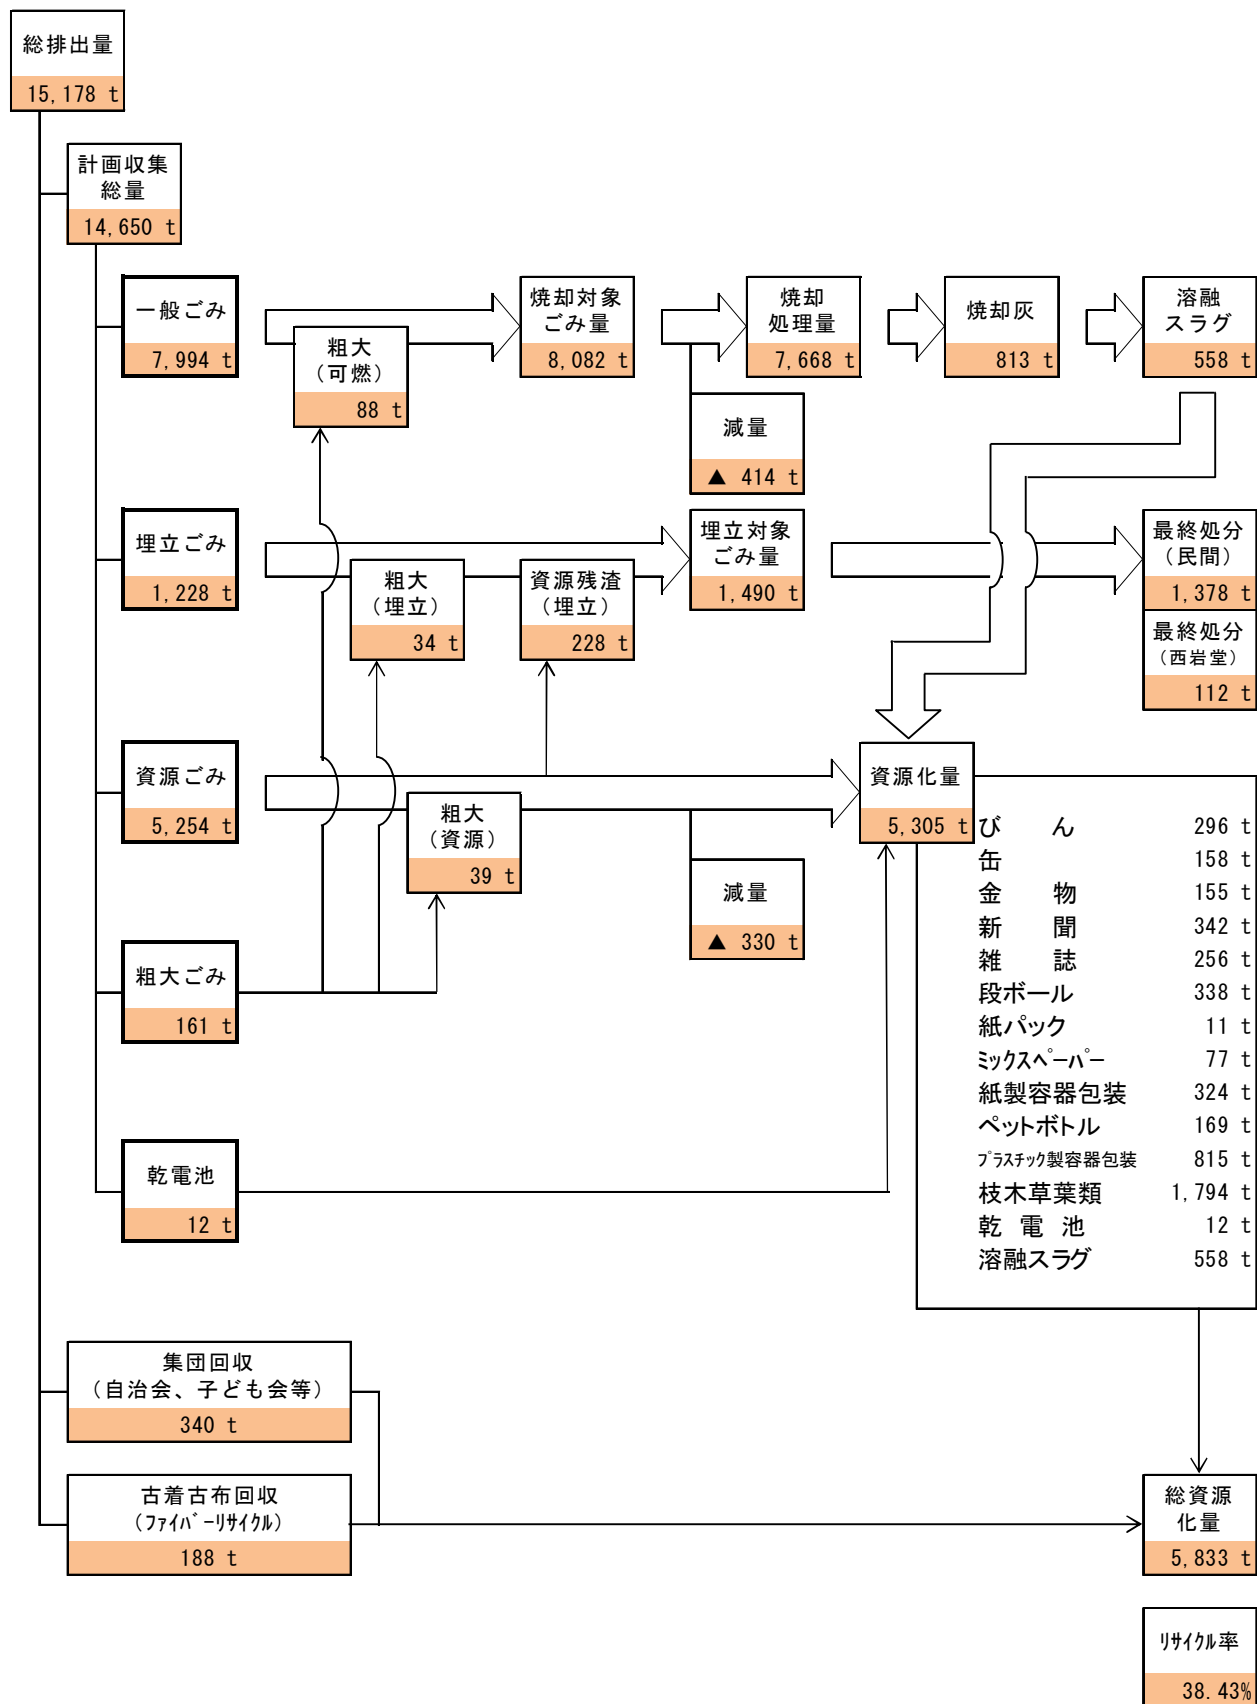 総排出量
15,178 t
計画収集
総量
14,650 t
一般ごみ
7,994 t
粗大
(可燃)
88 t
焼却対象
ごみ量
8,082 t
焼却
処理量
7,668 t
減量
▲ 414 t
焼却灰
813 t
溶融
スラグ
558 t
埋立ごみ
1,228 t
粗大
(埋立)
34 t
資源残渣
(埋立)
228 t
埋立対象
ごみ量
1,490 t
最終処分
(民間)
1,378 t
最終処分
(西岩堂)
112 t
資源ごみ
5,254 t
粗大
(資源)
39 t
減量
▲ 330 t
資源化量
5,305 t
びん 296 t
缶 158 t
金物 155 t
新聞 342 t
雑誌 256 t
段ボール 338 t
紙パック 11 t
ミックスペーパー 77 t
紙製容器包装 324 t
ペットボトル 169 t
プラスチック製容器包装 815 t
枝木草葉類 1,794 t
乾電池 12 t
溶融スラグ 558 t
粗大ごみ
161 t
乾電池
12 t
集団回収
(自治会、子ども会等)
340 t
古着古布回収
(ファイバーリサイクル)
188 t
総資源
化量
5,833 t
リサイクル率
38.43%